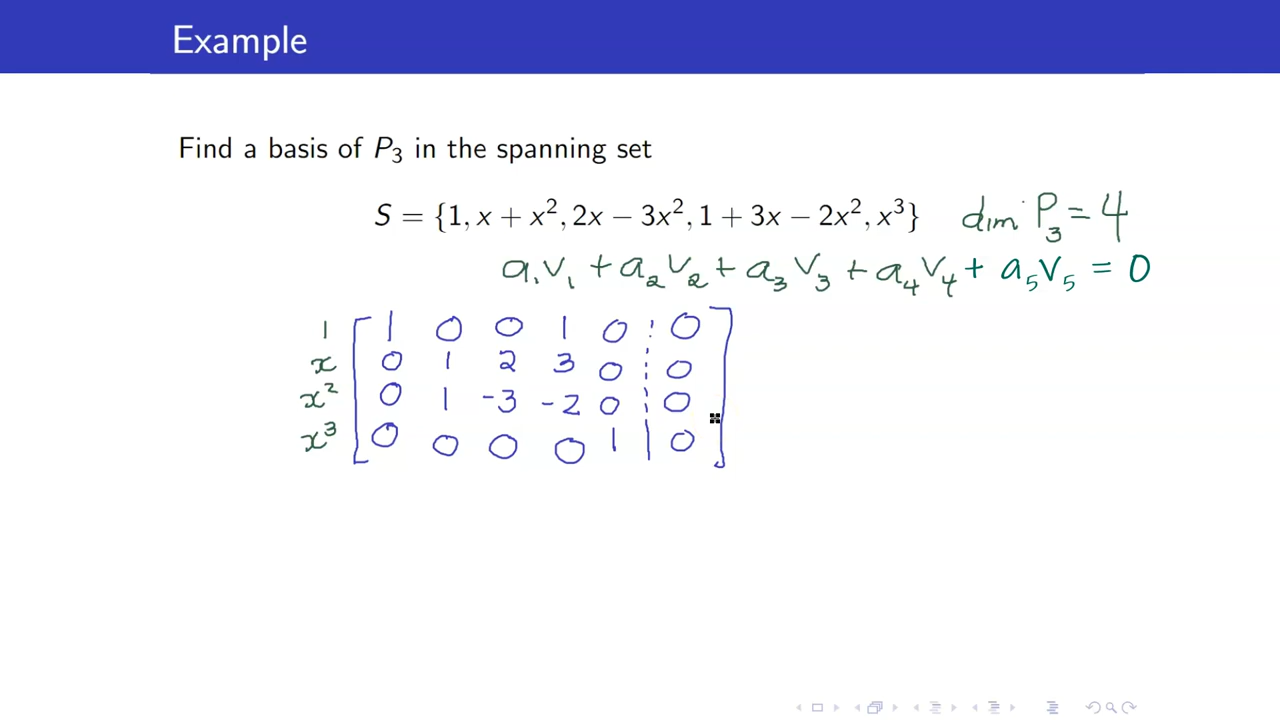 Example
Find a basis of P₃ in the spanning set
S = {1, x + x², 2x − 3x², 1 + 3x − 2x², x³} dim P₃ = 4
a₁v₁ + a₂v₂ + a₃v₃ + a₄v₄ + a₅v₅ = 0
1 [ 1 0 0 1 0 ¦ 0 ]
x [ 0 1 2 3 0 ¦ 0 ]
x² [ 0 1 -3 -2 0 ¦ 0 ]
x³ [ 0 0 0 0 1 | 0 ]